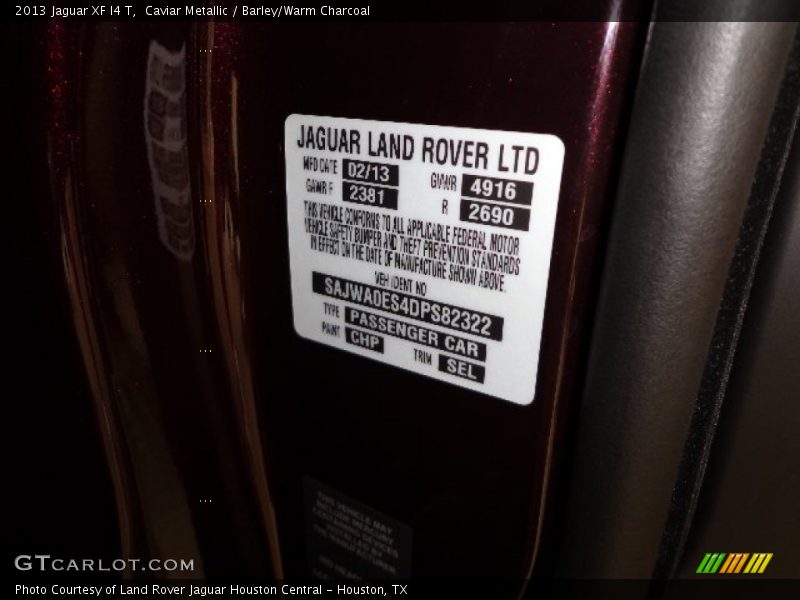 2013 Jaguar XF I4 T,  Caviar Metallic / Barley/Warm Charcoal
JAGUAR LAND ROVER LTD
MFD DATE 02/13 GVWR 4916
GAWR F 2381 R 2690
THIS VEHICLE CONFORMS TO ALL APPLICABLE FEDERAL MOTOR
VEHICLE SAFETY BUMPER AND THEFT PREVENTION STANDARDS
IN EFFECT ON THE DATE OF MANUFACTURE SHOWN ABOVE.
VEH IDENT NO
SAJWA0ES4DPS82322
TYPE PASSENGER CAR
PAINT CHP TRIM SEL
THIS VEHICLE MAY
GTCARLOT.COM
Photo Courtesy of Land Rover Jaguar Houston Central - Houston, TX